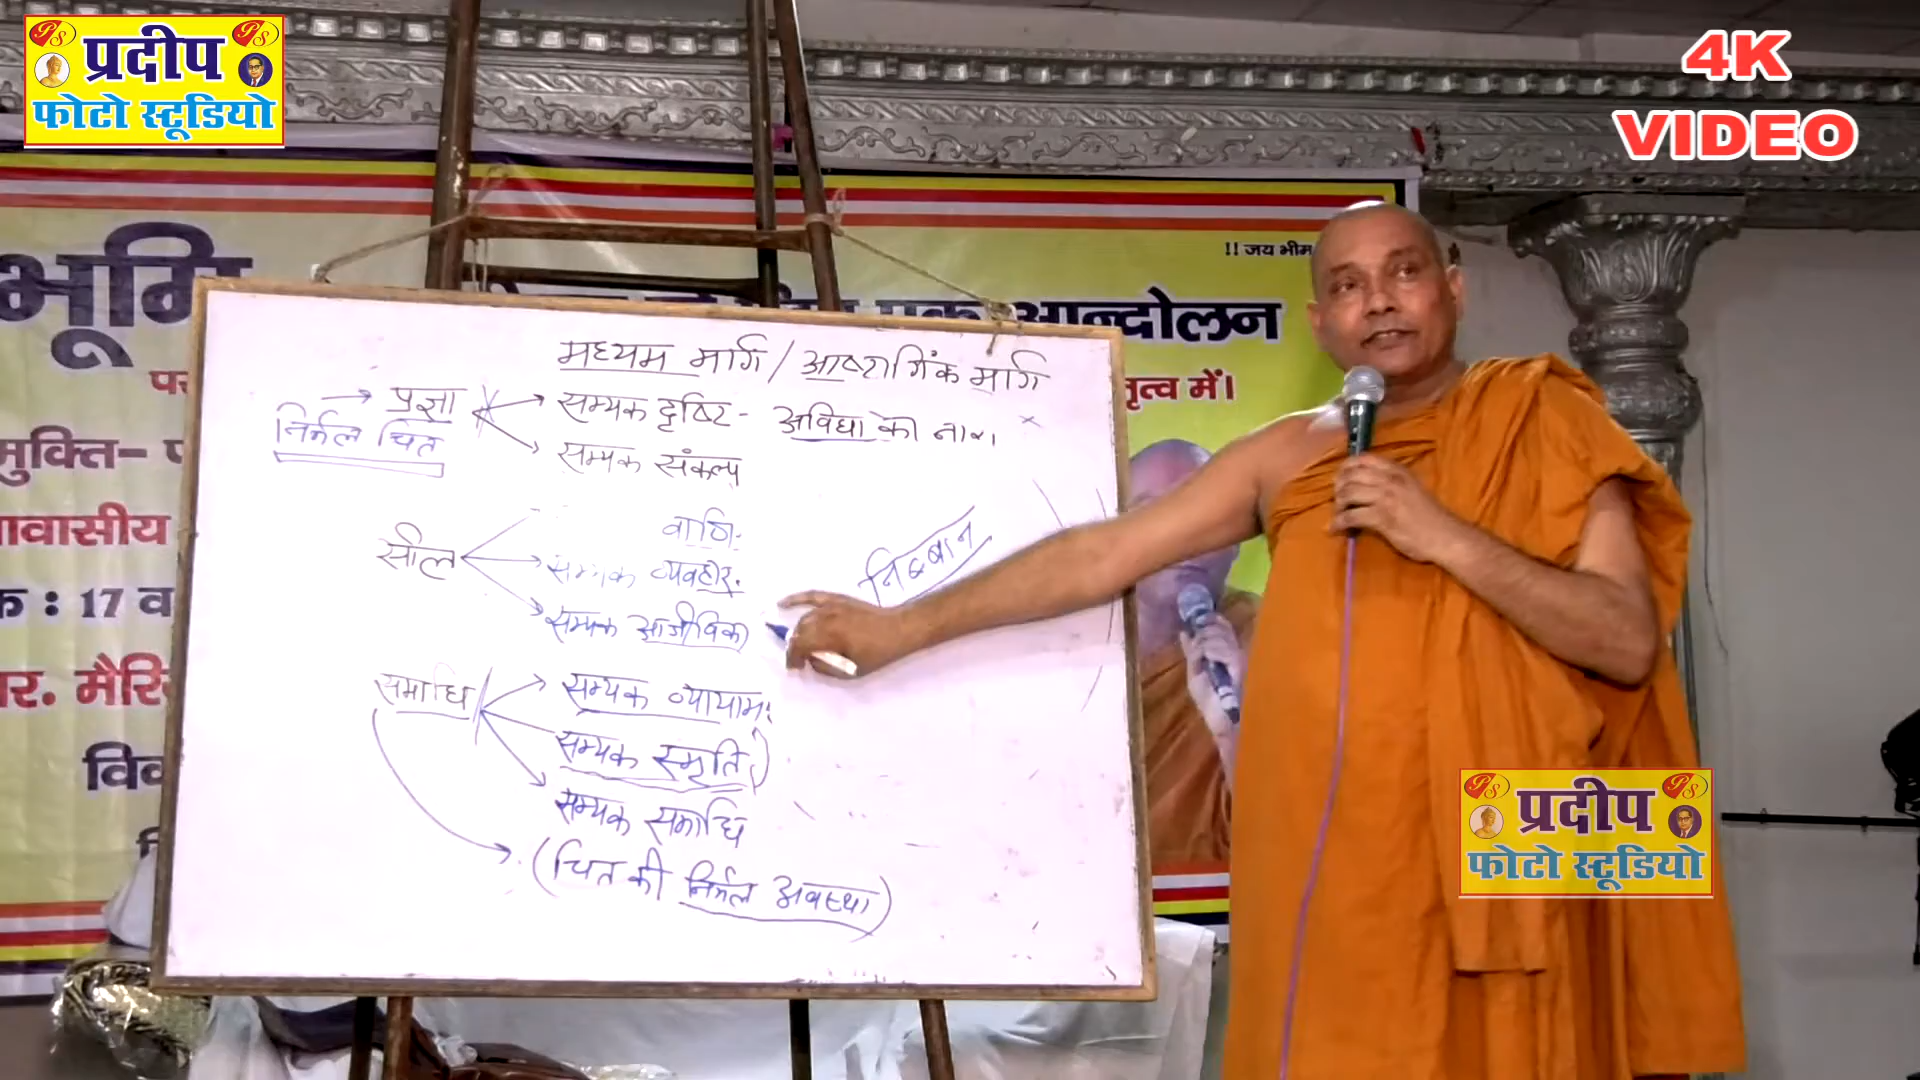 प्रदीप
फोटो स्टूडियो
4K
VIDEO
!! जय भीम
भूमि
आन्दोलन
तृत्व में।
मुक्ति-
ावासीय
क : 17 व
मध्यम मार्ग / आष्टागिंक मार्ग
→ प्रज्ञा
निर्मल चित
सम्यक दृष्टि - अविधा को नाश।
सम्यक संकल्प
सील
वाणि.
सम्यक व्यवहार.
सम्यक आजीविका
निब्बान
समाधि
सम्यक व्यायाम
सम्यक स्मृति
सम्यक समाधि
(चित की निर्मल अवस्था)
प्रदीप
फोटो स्टूडियो